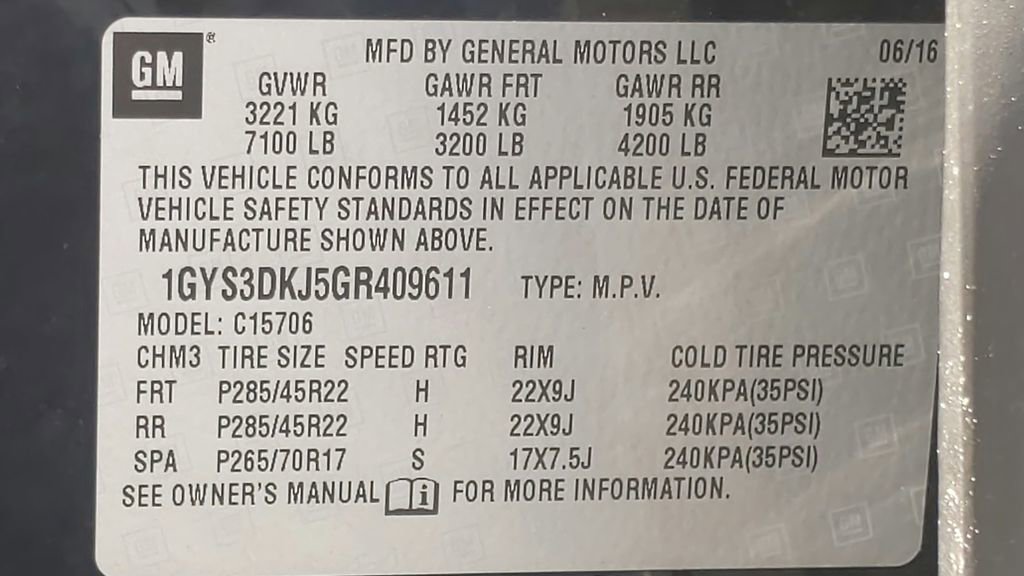 GM ® MFD BY GENERAL MOTORS LLC 06/16
GVWR GAWR FRT GAWR RR
3221 KG 1452 KG 1905 KG
7100 LB 3200 LB 4200 LB
THIS VEHICLE CONFORMS TO ALL APPLICABLE U.S. FEDERAL MOTOR
VEHICLE SAFETY STANDARDS IN EFFECT ON THE DATE OF
MANUFACTURE SHOWN ABOVE.
1GYS3DKJ5GR409611 TYPE: M.P.V.
MODEL: C15706
CHM3 TIRE SIZE SPEED RTG RIM COLD TIRE PRESSURE
FRT P285/45R22 H 22X9J 240KPA(35PSI)
RR P285/45R22 H 22X9J 240KPA(35PSI)
SPA P265/70R17 S 17X7.5J 240KPA(35PSI)
SEE OWNER'S MANUAL i FOR MORE INFORMATION.